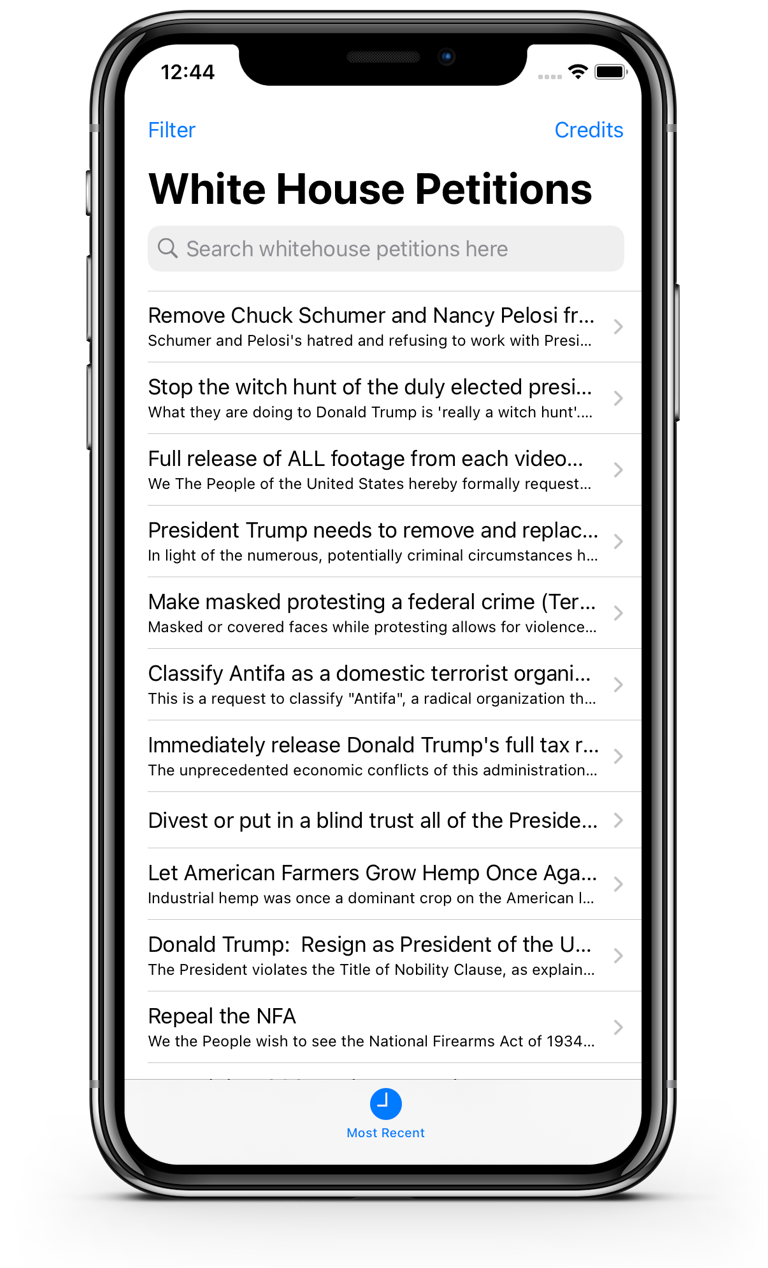 12:44
Filter
Credits
White House Petitions
Search whitehouse petitions here
Remove Chuck Schumer and Nancy Pelosi fr...
Schumer and Pelosi's hatred and refusing to work with Presi...
Stop the witch hunt of the duly elected presi...
What they are doing to Donald Trump is 'really a witch hunt'....
Full release of ALL footage from each video...
We The People of the United States hereby formally request...
President Trump needs to remove and replac...
In light of the numerous, potentially criminal circumstances h...
Make masked protesting a federal crime (Ter...
Masked or covered faces while protesting allows for violence...
Classify Antifa as a domestic terrorist organi...
This is a request to classify "Antifa", a radical organization th...
Immediately release Donald Trump's full tax r...
The unprecedented economic conflicts of this administration...
Divest or put in a blind trust all of the Preside...
Let American Farmers Grow Hemp Once Aga...
Industrial hemp was once a dominant crop on the American l...
Donald Trump:  Resign as President of the U...
The President violates the Title of Nobility Clause, as explain...
Repeal the NFA
We the People wish to see the National Firearms Act of 1934...
Most Recent